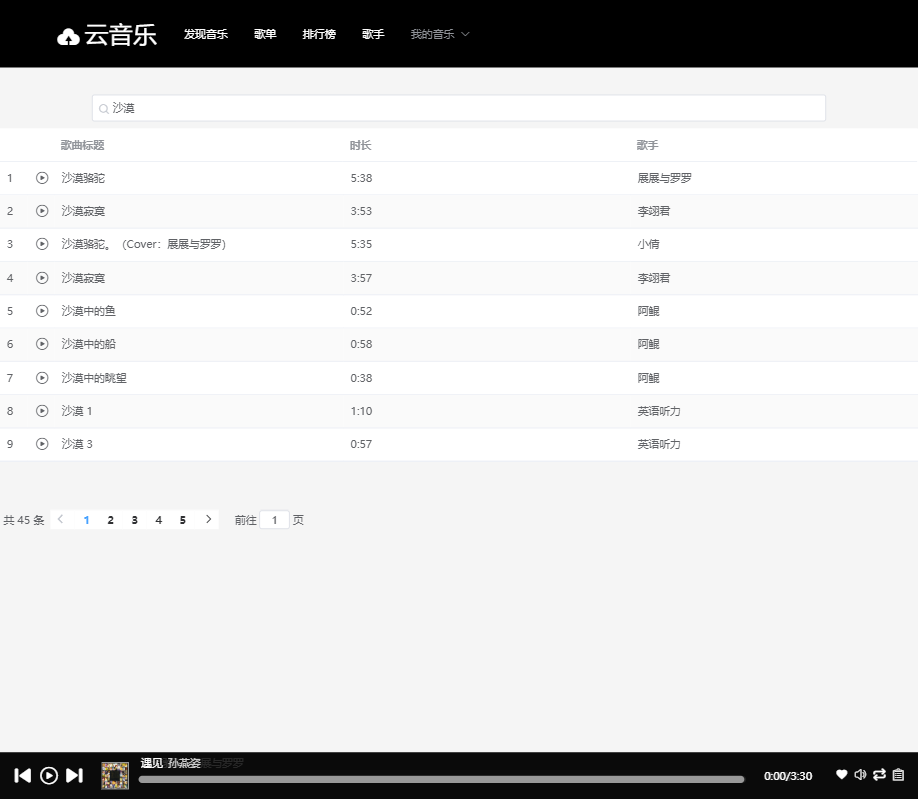 云音乐 发现音乐 歌单 排行榜 歌手 我的音乐
沙漠
歌曲标题 时长 歌手
1 沙漠骆驼 5:38 展展与罗罗
2 沙漠寂寞 3:53 李翊君
3 沙漠骆驼。（Cover：展展与罗罗） 5:35 小倩
4 沙漠寂寞 3:57 李翊君
5 沙漠中的鱼 0:52 阿鲲
6 沙漠中的船 0:58 阿鲲
7 沙漠中的眺望 0:38 阿鲲
8 沙漠 1 1:10 英语听力
9 沙漠 3 0:57 英语听力
共 45 条 1 2 3 4 5 前往 1 页
遇见 孙燕姿
0:00/3:30